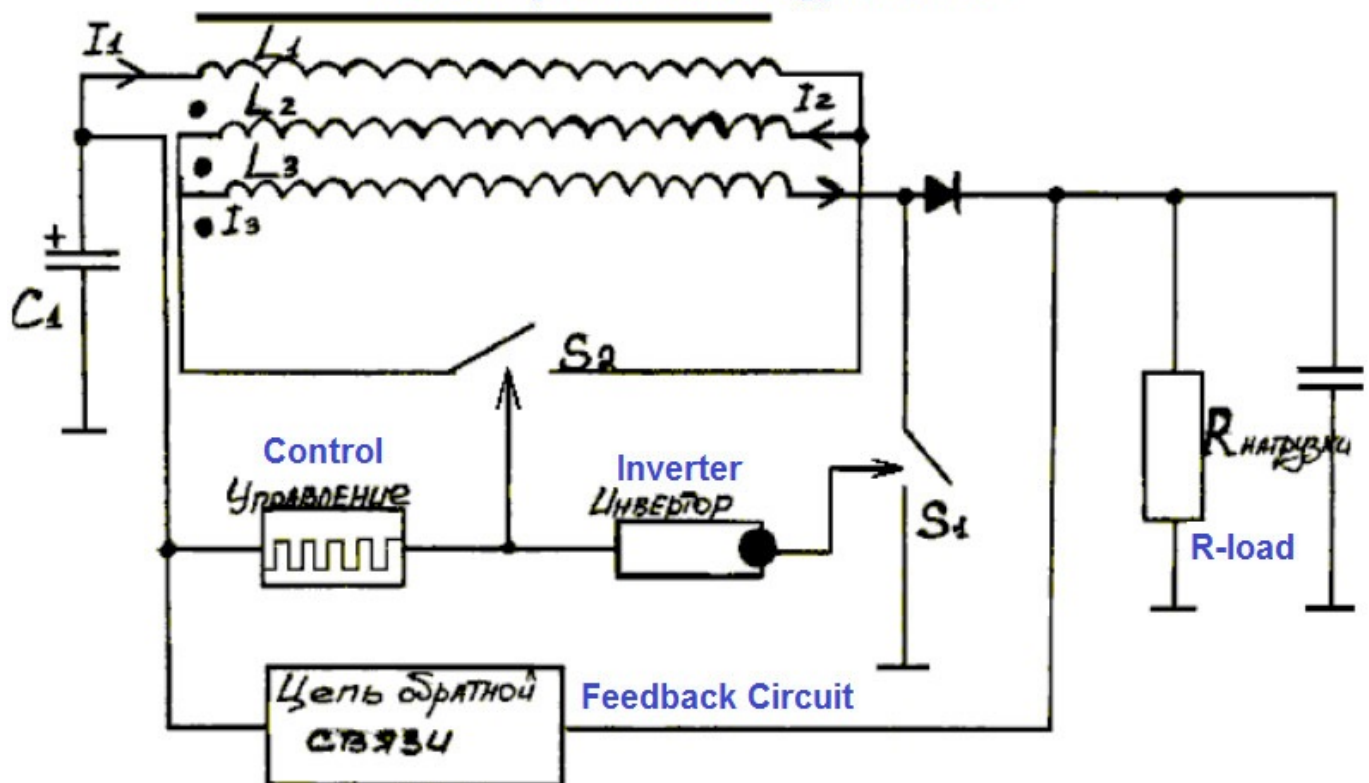 I1
L1
L2
I2
L3
I3
+
C1
S2
Control
Управление
Inverter
Инвертор
S1
Rнагрузки
R-load
Цепь обратной
связи
Feedback Circuit